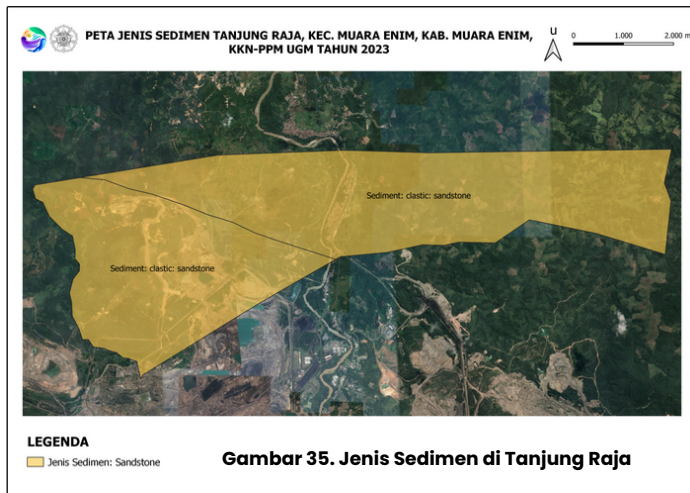 PETA JENIS SEDIMEN TANJUNG RAJA, KEC. MUARA ENIM, KAB. MUARA ENIM,
KKN-PPM UGM TAHUN 2023
u
0 1.000 2.000 m
Sediment: clastic: sandstone
Sediment: clastic: sandstone
LEGENDA
Jenis Sedimen: Sandstone
Gambar 35. Jenis Sedimen di Tanjung Raja